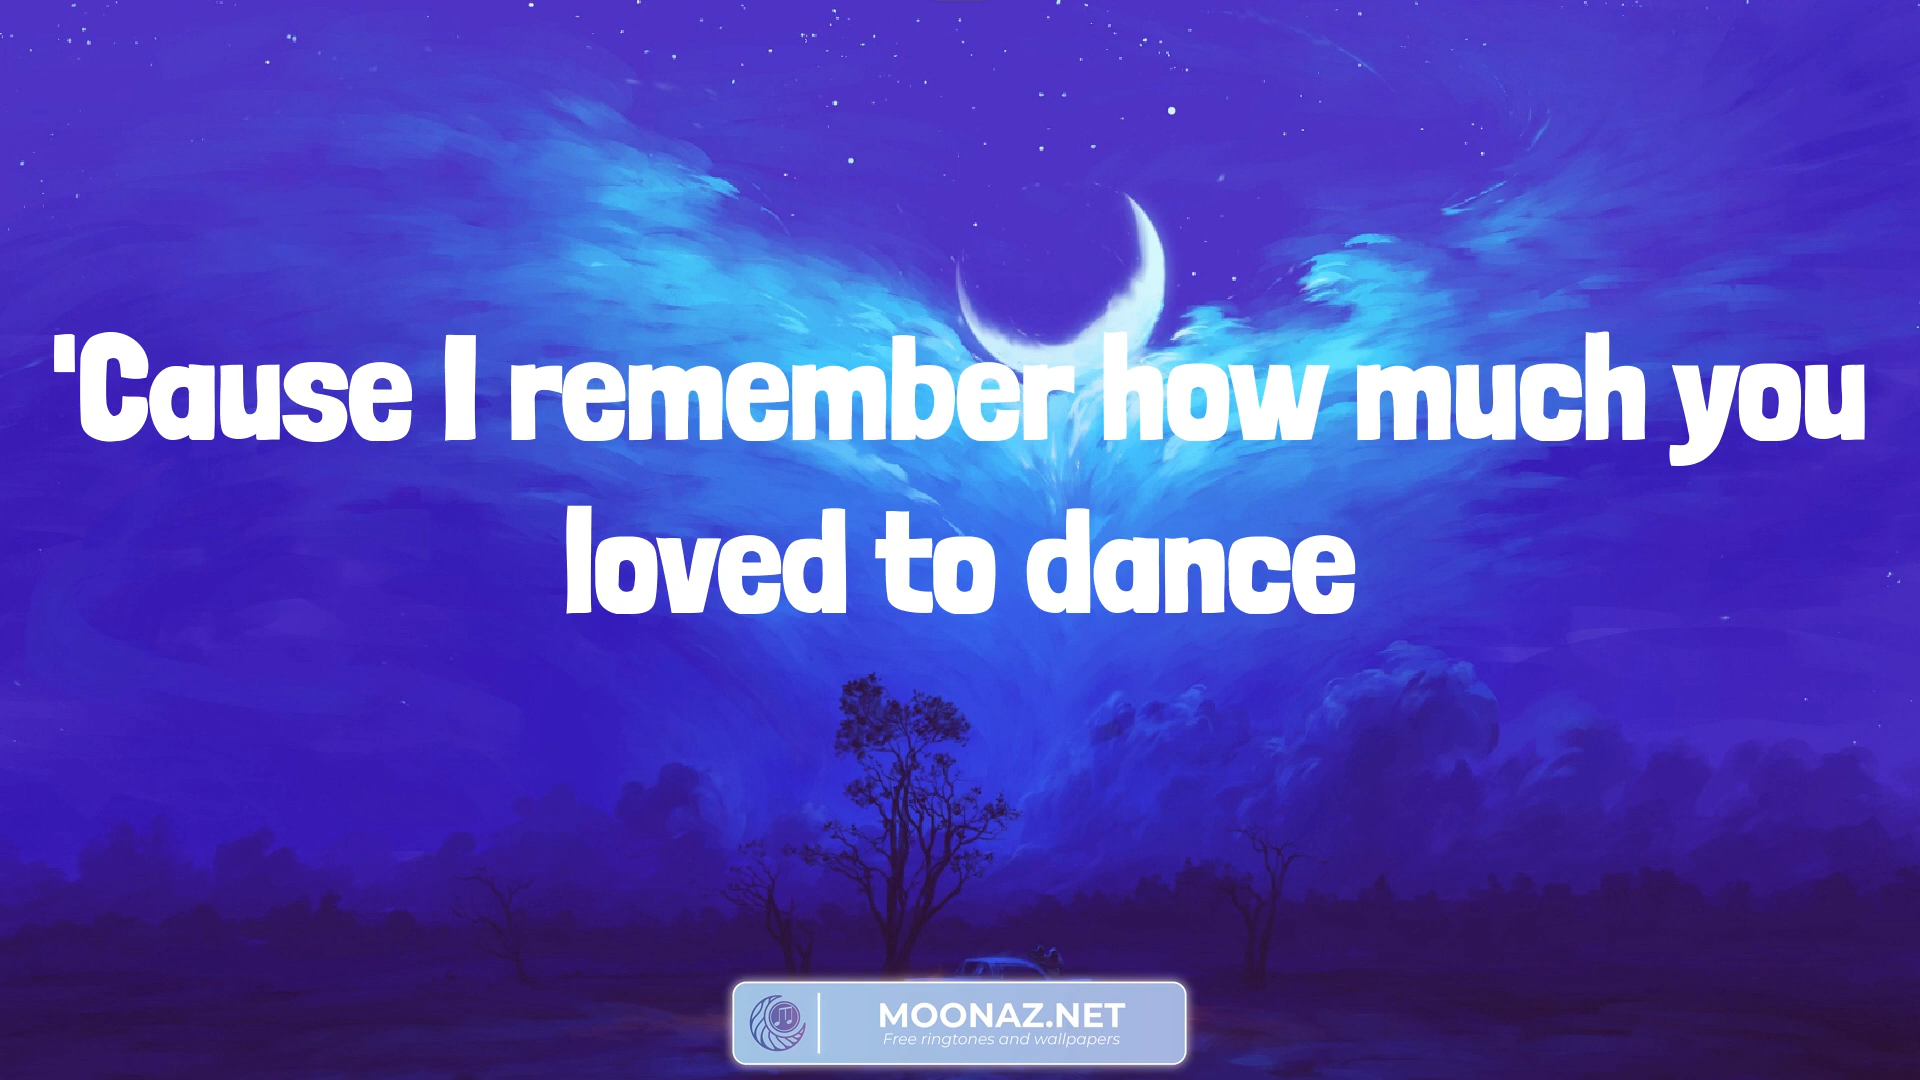 'Cause I remember how much you
loved to dance
MOONAZ.NET
Free ringtones and wallpapers